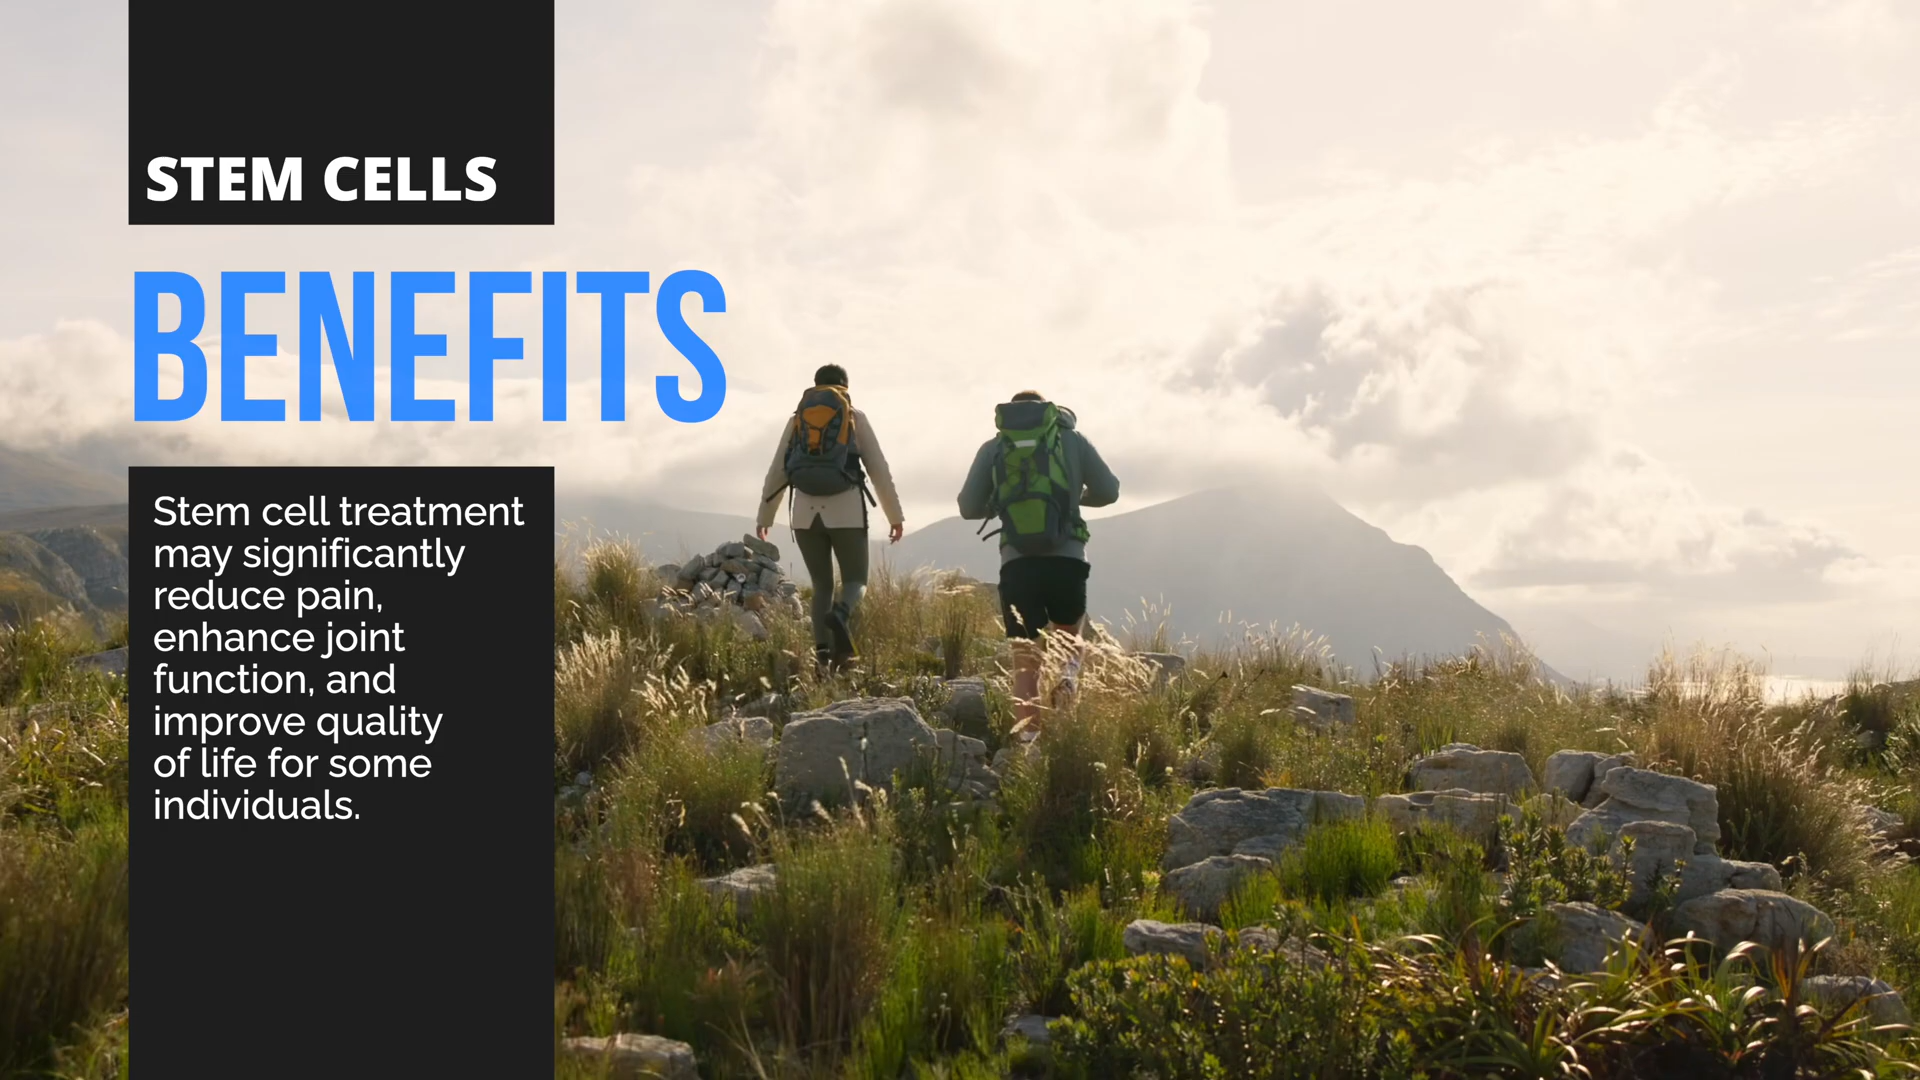 STEM CELLS
BENEFITS
Stem cell treatment
may significantly
reduce pain,
enhance joint
function, and
improve quality
of life for some
individuals.